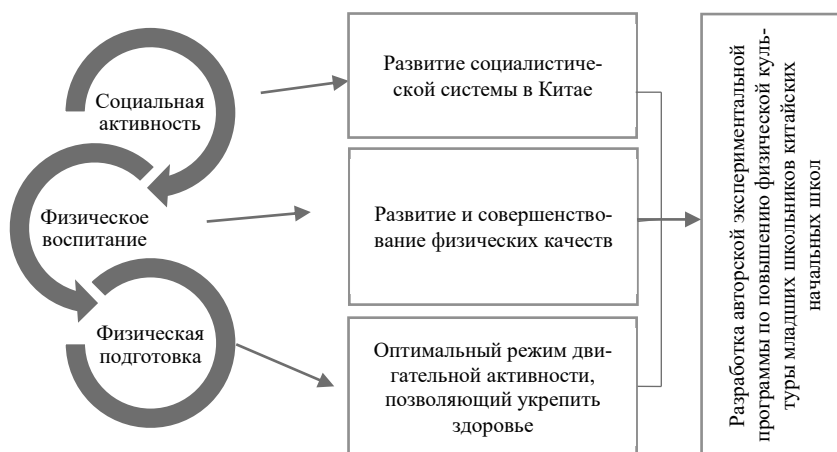 Социальная
активность
Развитие социалистиче-
ской системы в Китае
Физическое
воспитание
Развитие и совершенство-
вание физических качеств
Физическая
подготовка
Оптимальный режим дви-
гательной активности,
позволяющий укрепить
здоровье
Разработка авторской экспериментальной
программы по повышению физической куль-
туры младших школьников китайских
начальных школ